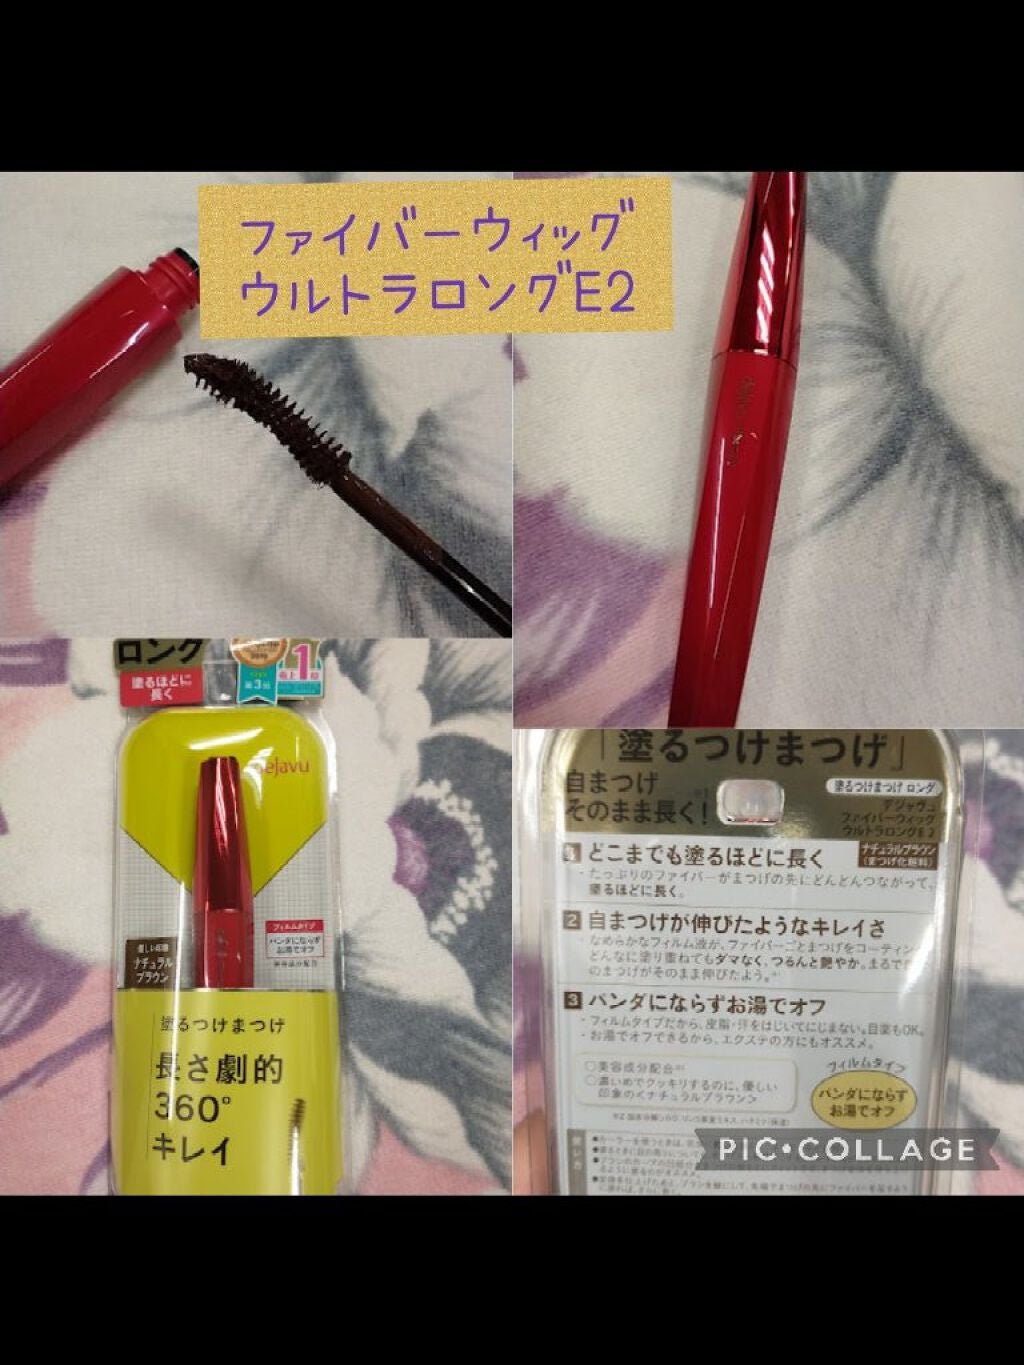 ファイバーウィッグ
ウルトラロングE2
ロング
塗るほどに
長く
第3回
1
dejavu
フィルムタイプ
パンダにならず
お湯でオフ
美容成分配合
ナチュラル
ブラウン
塗るつけまつげ
長さ劇的
360°
キレイ
「塗るつけまつげ」
自まつげ
そのまま長く!
塗るつけまつげ ロング
デジャヴュ
ファイバーウィッグ
ウルトラロングE2
ナチュラルブラウン
(まつげ化粧料)
どこまでも塗るほどに長く
・たっぷりのファイバーがまつげの先にどんどんつながって、
塗るほどに長く。
2 自まつげが伸びたようなキレイさ
・なめらかなフィルム液が、ファイバーごとまつげをコーティン
どんなに塗り重ねてもダマなく、つるんと艶やか。まるで
のまつげがそのまま伸びたよう。
3 パンダにならずお湯でオフ
・フィルムタイプだから、皮脂・汗をはじいてにじまない。目薬もOK。
・お湯でオフできるから、エクステの方にもオススメ。
○美容成分配合
○濃いめでクッキリするのに、優しい
印象の<ナチュラルブラウン>
フィルムタイプ
パンダにならず
お湯でオフ
PIC•COLLAGE